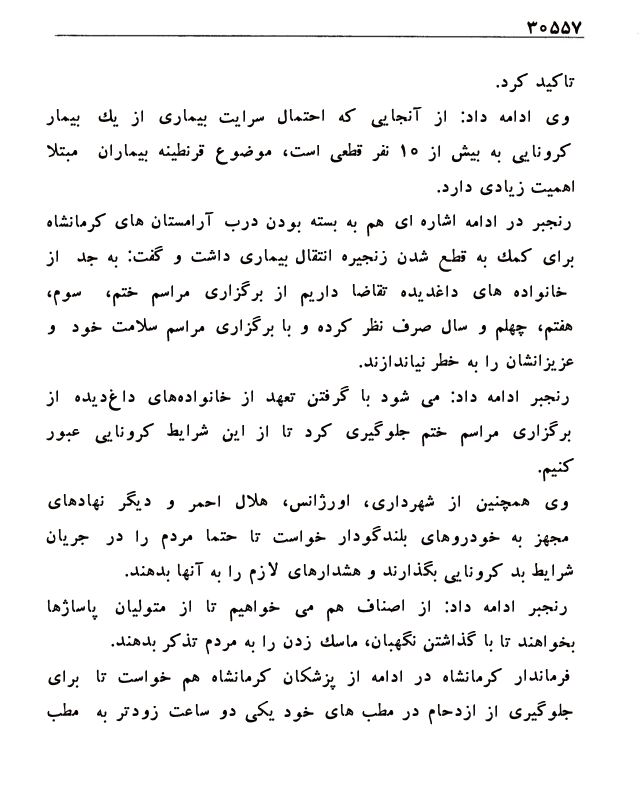 ۳۰۵۵۷
تاکید کرد.
وی ادامه داد: از آنجایی که احتمال سرایت بیماری از یك بیمار
کرونایی به بیش از ۱۰ نفر قطعی است، موضوع قرنطینه بیماران مبتلا
اهمیت زیادی دارد.
رنجبر در ادامه اشاره ای هم به بسته بودن درب آرامستان های کرمانشاه
برای کمك به قطع شدن زنجیره انتقال بیماری داشت و گفت: به جد از
خانواده های داغدیده تقاضا داریم از برگزاری مراسم ختم، سوم،
هفتم، چهلم و سال صرف نظر کرده و با برگزاری مراسم سلامت خود و
عزیزانشان را به خطر نیاندازند.
رنجبر ادامه داد: می شود با گرفتن تعهد از خانواده‌های داغ‌دیده از
برگزاری مراسم ختم جلوگیری کرد تا از این شرایط کرونایی عبور
کنیم.
وی همچنین از شهرداری، اورژانس، هلال احمر و دیگر نهادهای
مجهز به خودروهای بلندگودار خواست تا حتما مردم را در جریان
شرایط بد کرونایی بگذارند و هشدارهای لازم را به آنها بدهند.
رنجبر ادامه داد: از اصناف هم می خواهیم تا از متولیان پاساژها
بخواهند تا با گذاشتن نگهبان، ماسك زدن را به مردم تذکر بدهند.
فرماندار کرمانشاه در ادامه از پزشکان کرمانشاه هم خواست تا برای
جلوگیری از ازدحام در مطب های خود یکی دو ساعت زودتر به مطب